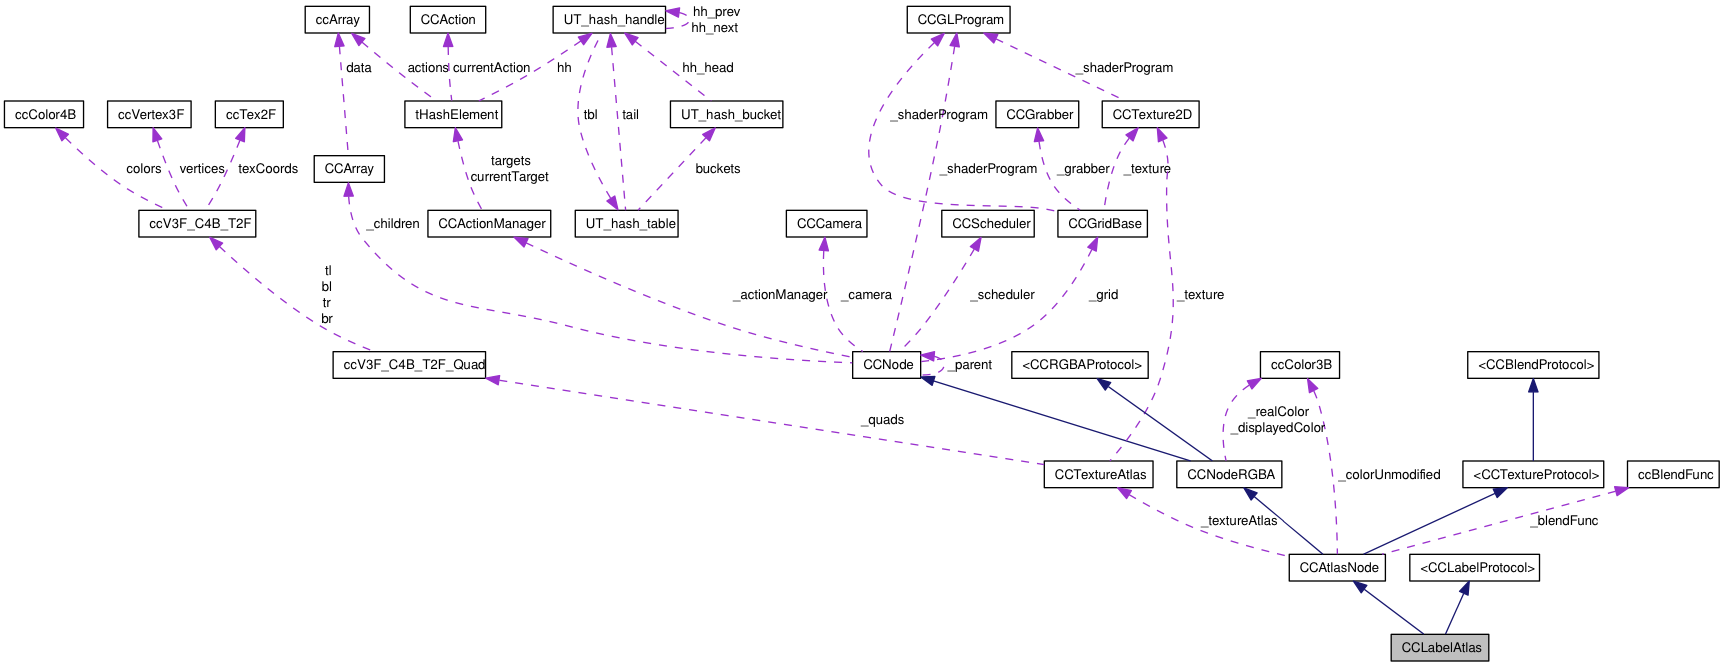 ccArray
CCAction
UT_hash_handle
hh_prev
hh_next
CCGLProgram
data
actions
currentAction
hh
hh_head
_shaderProgram
ccColor4B
ccVertex3F
ccTex2F
tHashElement
tbl
tail
UT_hash_bucket
_shaderProgram
CCGrabber
CCTexture2D
colors
vertices
texCoords
CCArray
targets
currentTarget
buckets
_shaderProgram
_grabber
_texture
ccV3F_C4B_T2F
_children
CCActionManager
UT_hash_table
CCCamera
CCScheduler
CCGridBase
tl
bl
tr
br
_actionManager
_camera
_scheduler
_grid
_texture
ccV3F_C4B_T2F_Quad
CCNode
_parent
<CCRGBAProtocol>
ccColor3B
<CCBlendProtocol>
_quads
_realColor
_displayedColor
CCTextureAtlas
CCNodeRGBA
_colorUnmodified
<CCTextureProtocol>
ccBlendFunc
_textureAtlas
_blendFunc
CCAtlasNode
<CCLabelProtocol>
CCLabelAtlas